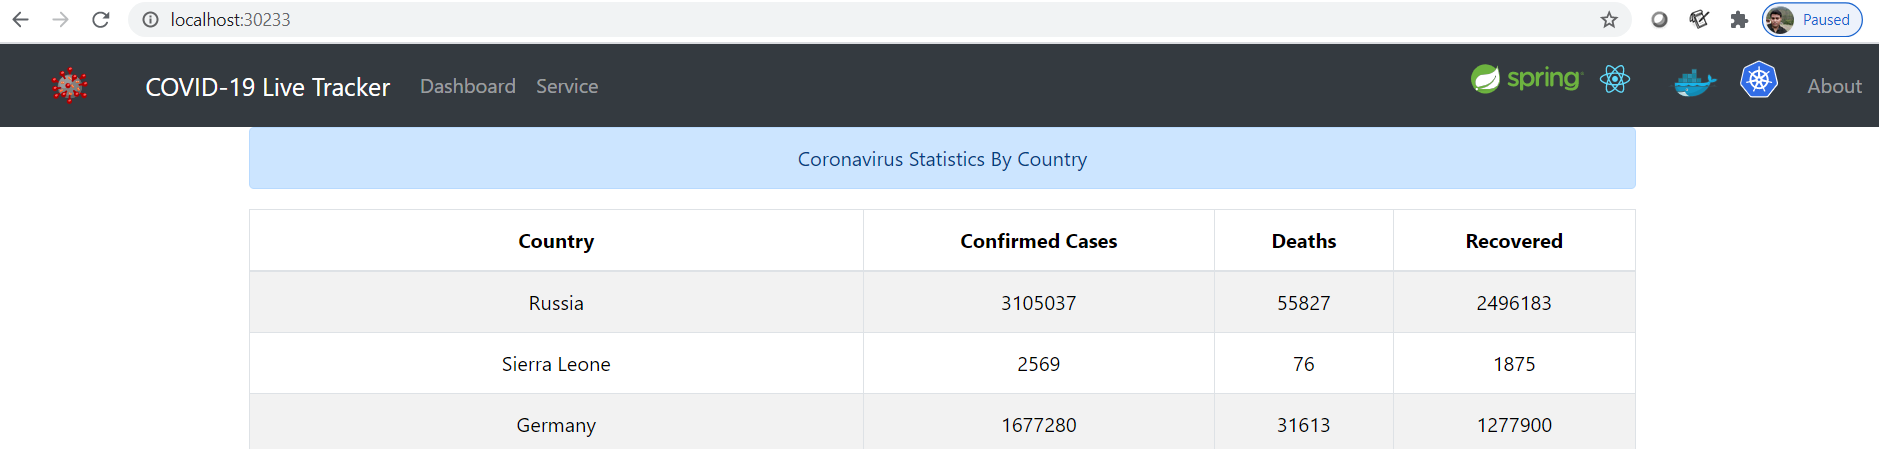 localhost:30233 Paused
COVID-19 Live Tracker Dashboard Service spring About
Coronavirus Statistics By Country
Country Confirmed Cases Deaths Recovered
Russia 3105037 55827 2496183
Sierra Leone 2569 76 1875
Germany 1677280 31613 1277900